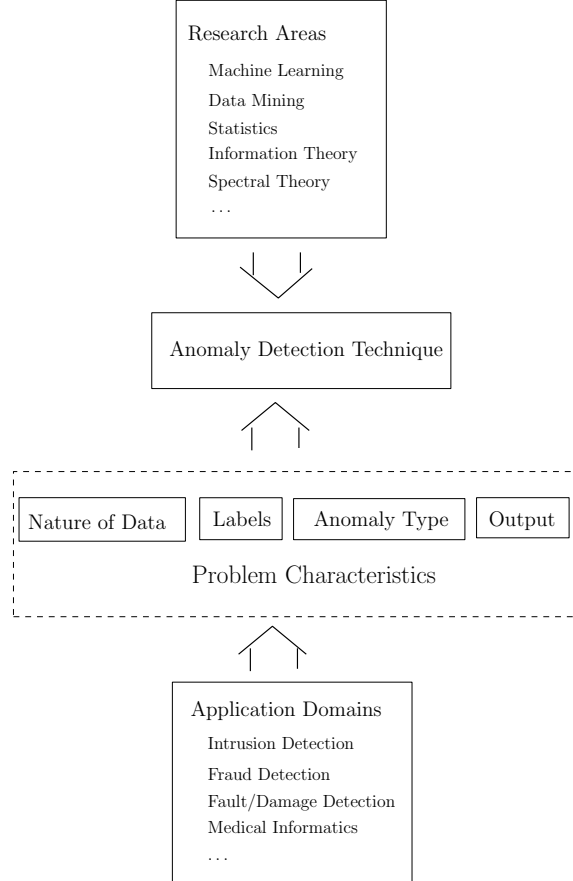 Research Areas
Machine Learning
Data Mining
Statistics
Information Theory
Spectral Theory
...
Anomaly Detection Technique
Nature of Data
Labels
Anomaly Type
Output
Problem Characteristics
Application Domains
Intrusion Detection
Fraud Detection
Fault/Damage Detection
Medical Informatics
...